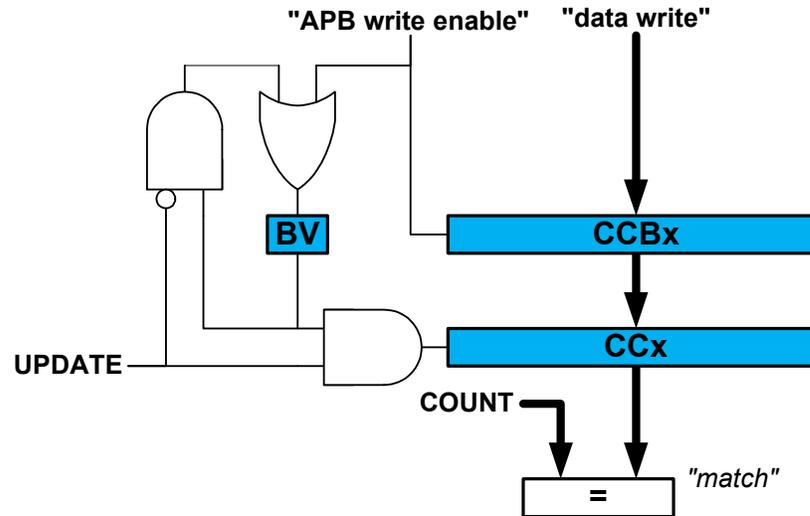 "APB write enable" "data write"
BV
CCBx
UPDATE
CCx
COUNT
"match"
=